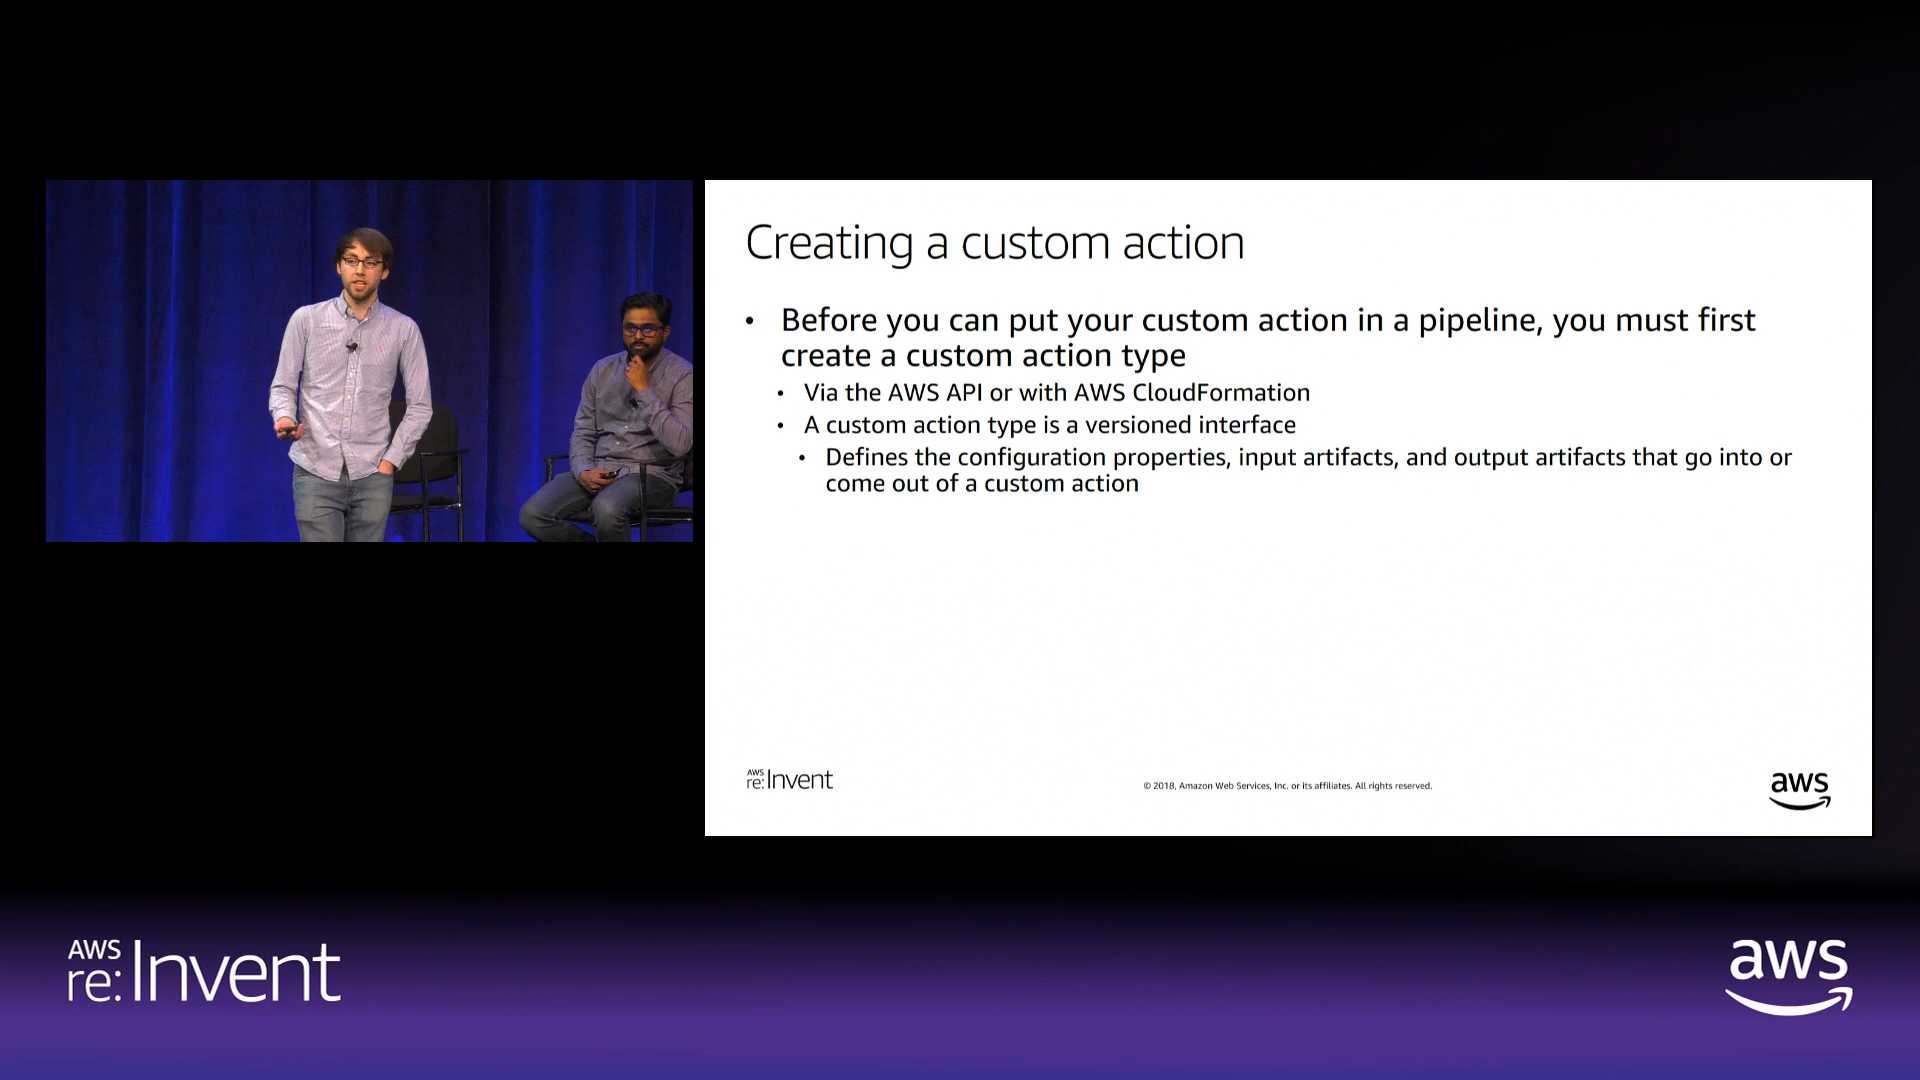 Creating a custom action
• Before you can put your custom action in a pipeline, you must first
create a custom action type
• Via the AWS API or with AWS CloudFormation
• A custom action type is a versioned interface
• Defines the configuration properties, input artifacts, and output artifacts that go into or
come out of a custom action
AWS
re:Invent
© 2018, Amazon Web Services, Inc. or its affiliates. All rights reserved.
aws
AWS
re:Invent
aws